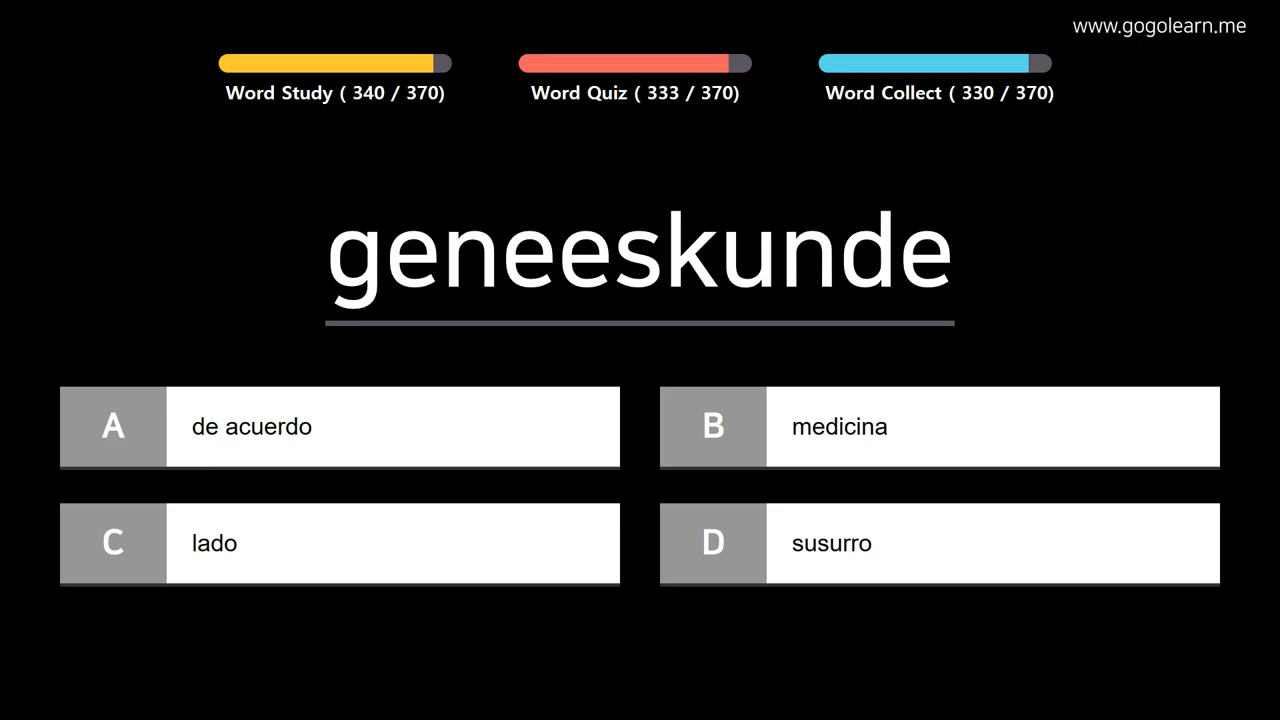 www.gogolearn.me
Word Study ( 340 / 370)
Word Quiz ( 333 / 370)
Word Collect ( 330 / 370)
geneeskunde
A
de acuerdo
B
medicina
C
lado
D
susurro